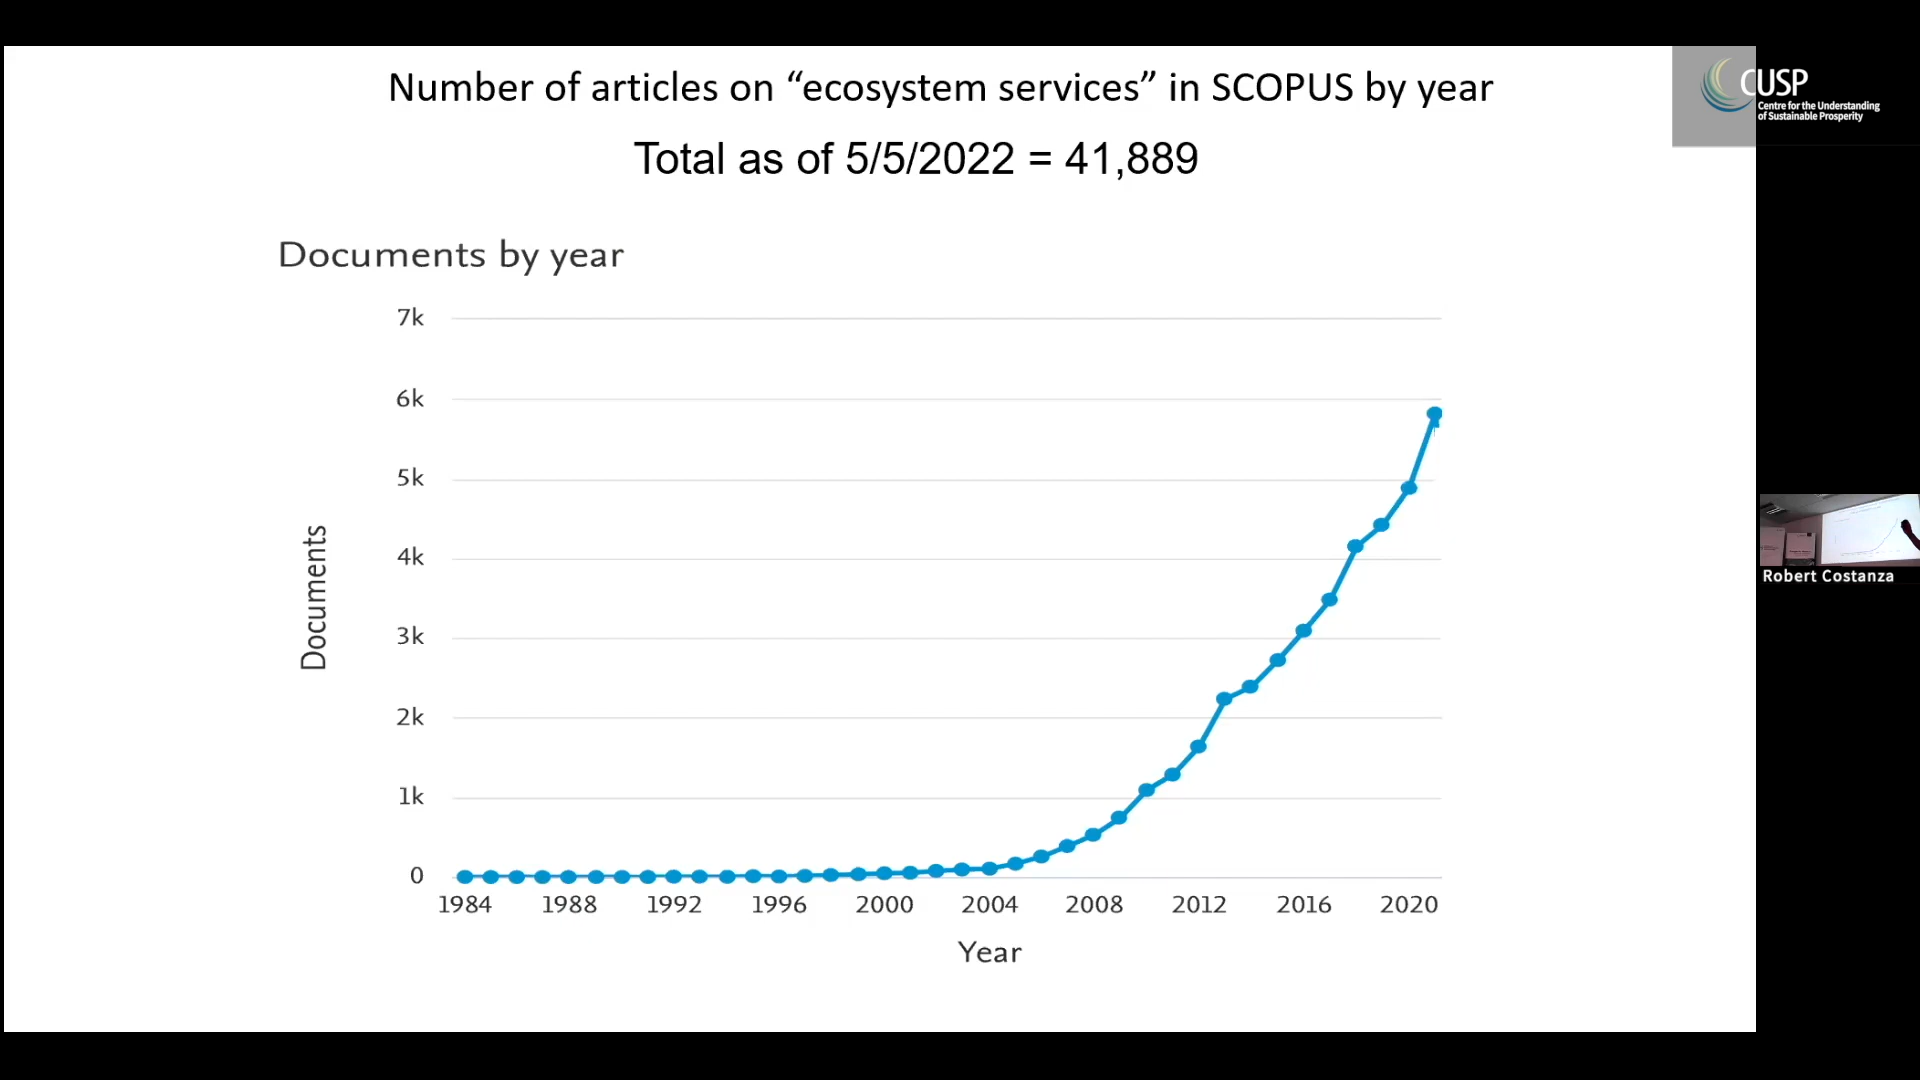 Number of articles on “ecosystem services” in SCOPUS by year
Total as of 5/5/2022 = 41,889
CUSP
Centre for the Understanding
of Sustainable Prosperity
Documents by year
7k
6k
5k
4k
3k
2k
1k
0
Documents
1984 1988 1992 1996 2000 2004 2008 2012 2016 2020
Year
Robert Costanza